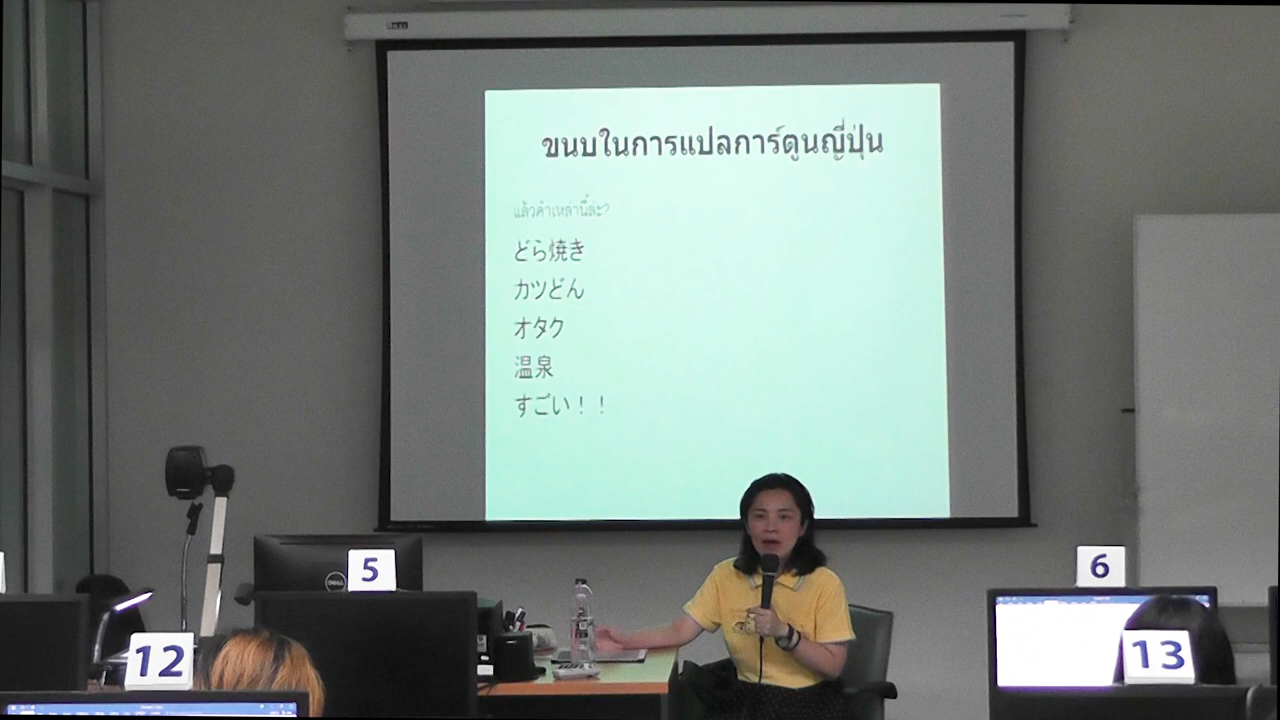 ขนบในการแปลการ์ตูนญี่ปุ่น
แล้วคำเหล่านี้ล่ะ?
どら焼き
カツどん
オタク
温泉
すごい！！
5
DELL
6
12
13